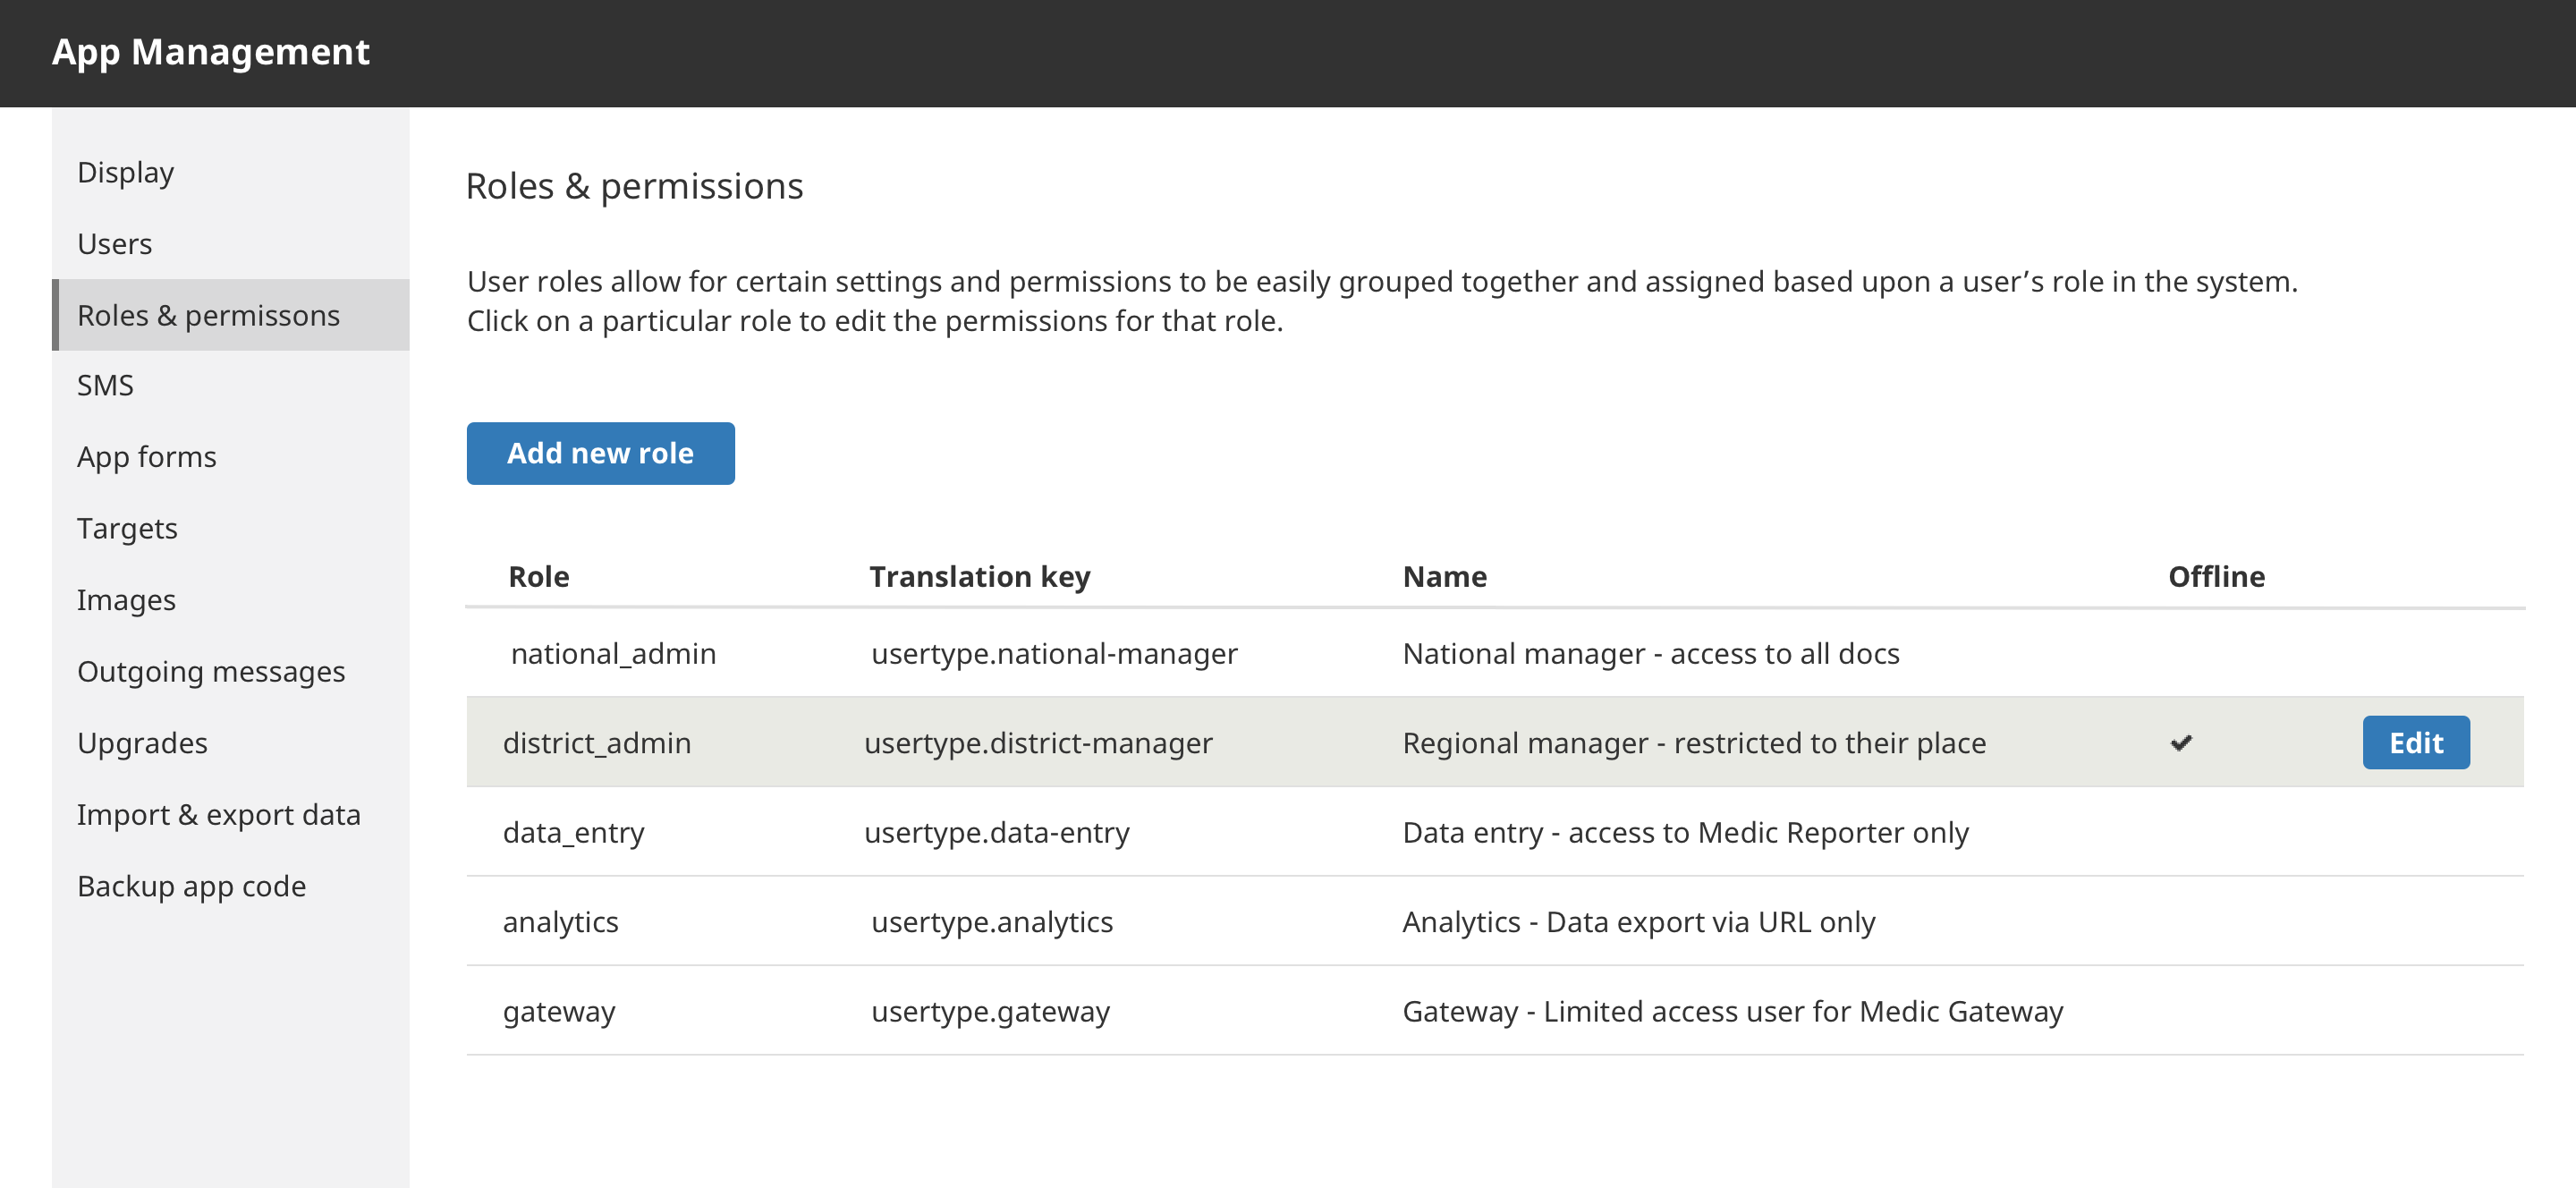 App Management
Display
Users
Roles & permissons
SMS
App forms
Targets
Images
Outgoing messages
Upgrades
Import & export data
Backup app code
Roles & permissions
User roles allow for certain settings and permissions to be easily grouped together and assigned based upon a user’s role in the system.
Click on a particular role to edit the permissions for that role.
Add new role
Role Translation key Name Offline
national_admin usertype.national-manager National manager - access to all docs
district_admin usertype.district-manager Regional manager - restricted to their place ✔ Edit
data_entry usertype.data-entry Data entry - access to Medic Reporter only
analytics usertype.analytics Analytics - Data export via URL only
gateway usertype.gateway Gateway - Limited access user for Medic Gateway